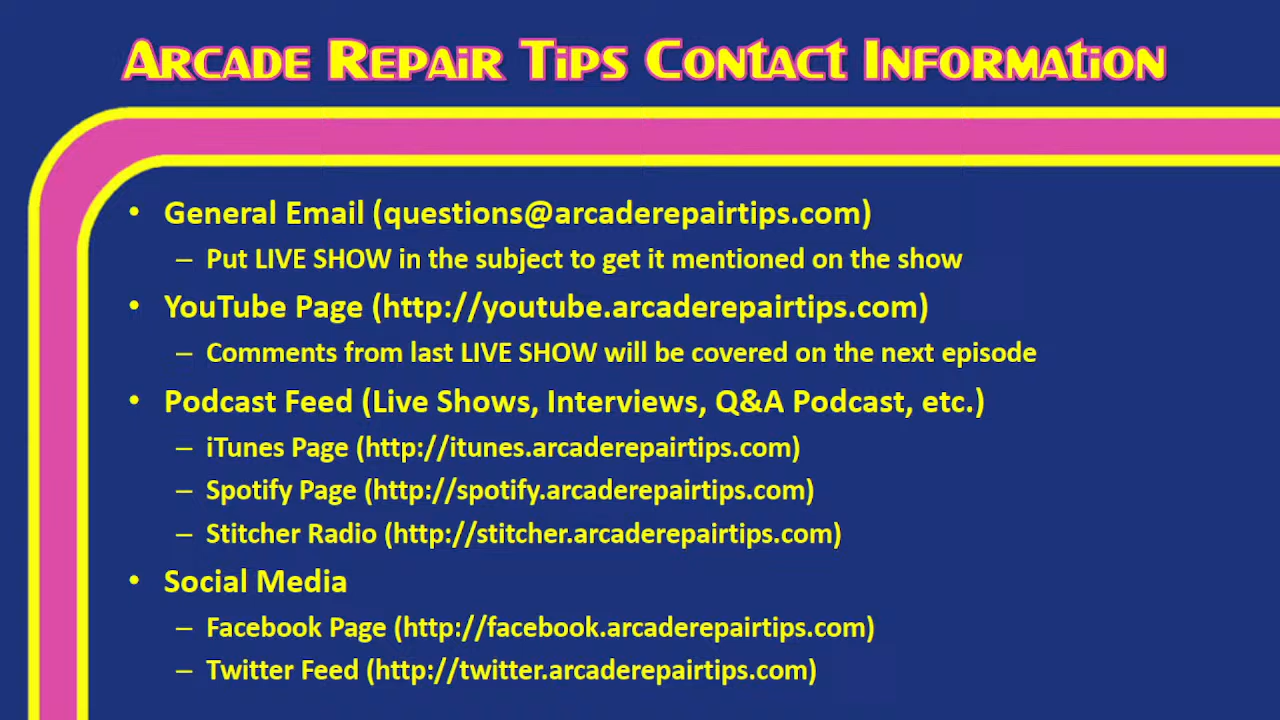 Arcade Repair Tips Contact Information
• General Email (questions@arcaderepairtips.com)
– Put LIVE SHOW in the subject to get it mentioned on the show
• YouTube Page (http://youtube.arcaderepairtips.com)
– Comments from last LIVE SHOW will be covered on the next episode
• Podcast Feed (Live Shows, Interviews, Q&A Podcast, etc.)
– iTunes Page (http://itunes.arcaderepairtips.com)
– Spotify Page (http://spotify.arcaderepairtips.com)
– Stitcher Radio (http://stitcher.arcaderepairtips.com)
• Social Media
– Facebook Page (http://facebook.arcaderepairtips.com)
– Twitter Feed (http://twitter.arcaderepairtips.com)